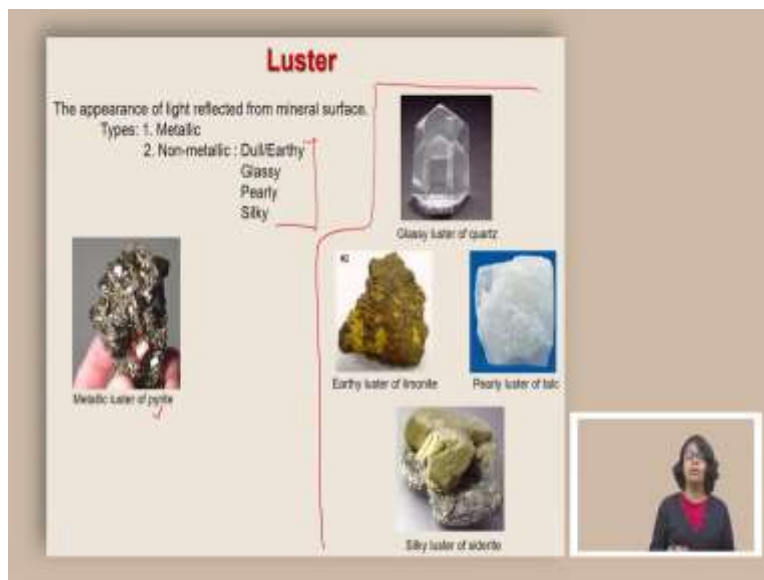 Luster
The appearance of light reflected from mineral surface.
Types: 1. Metallic
2. Non-metallic : Dull/Earthy
Glassy
Pearly
Silky
Glassy luster of quartz
Earthy luster of limonite
Pearly luster of talc
Metallic luster of pyrite
Silky luster of siderite